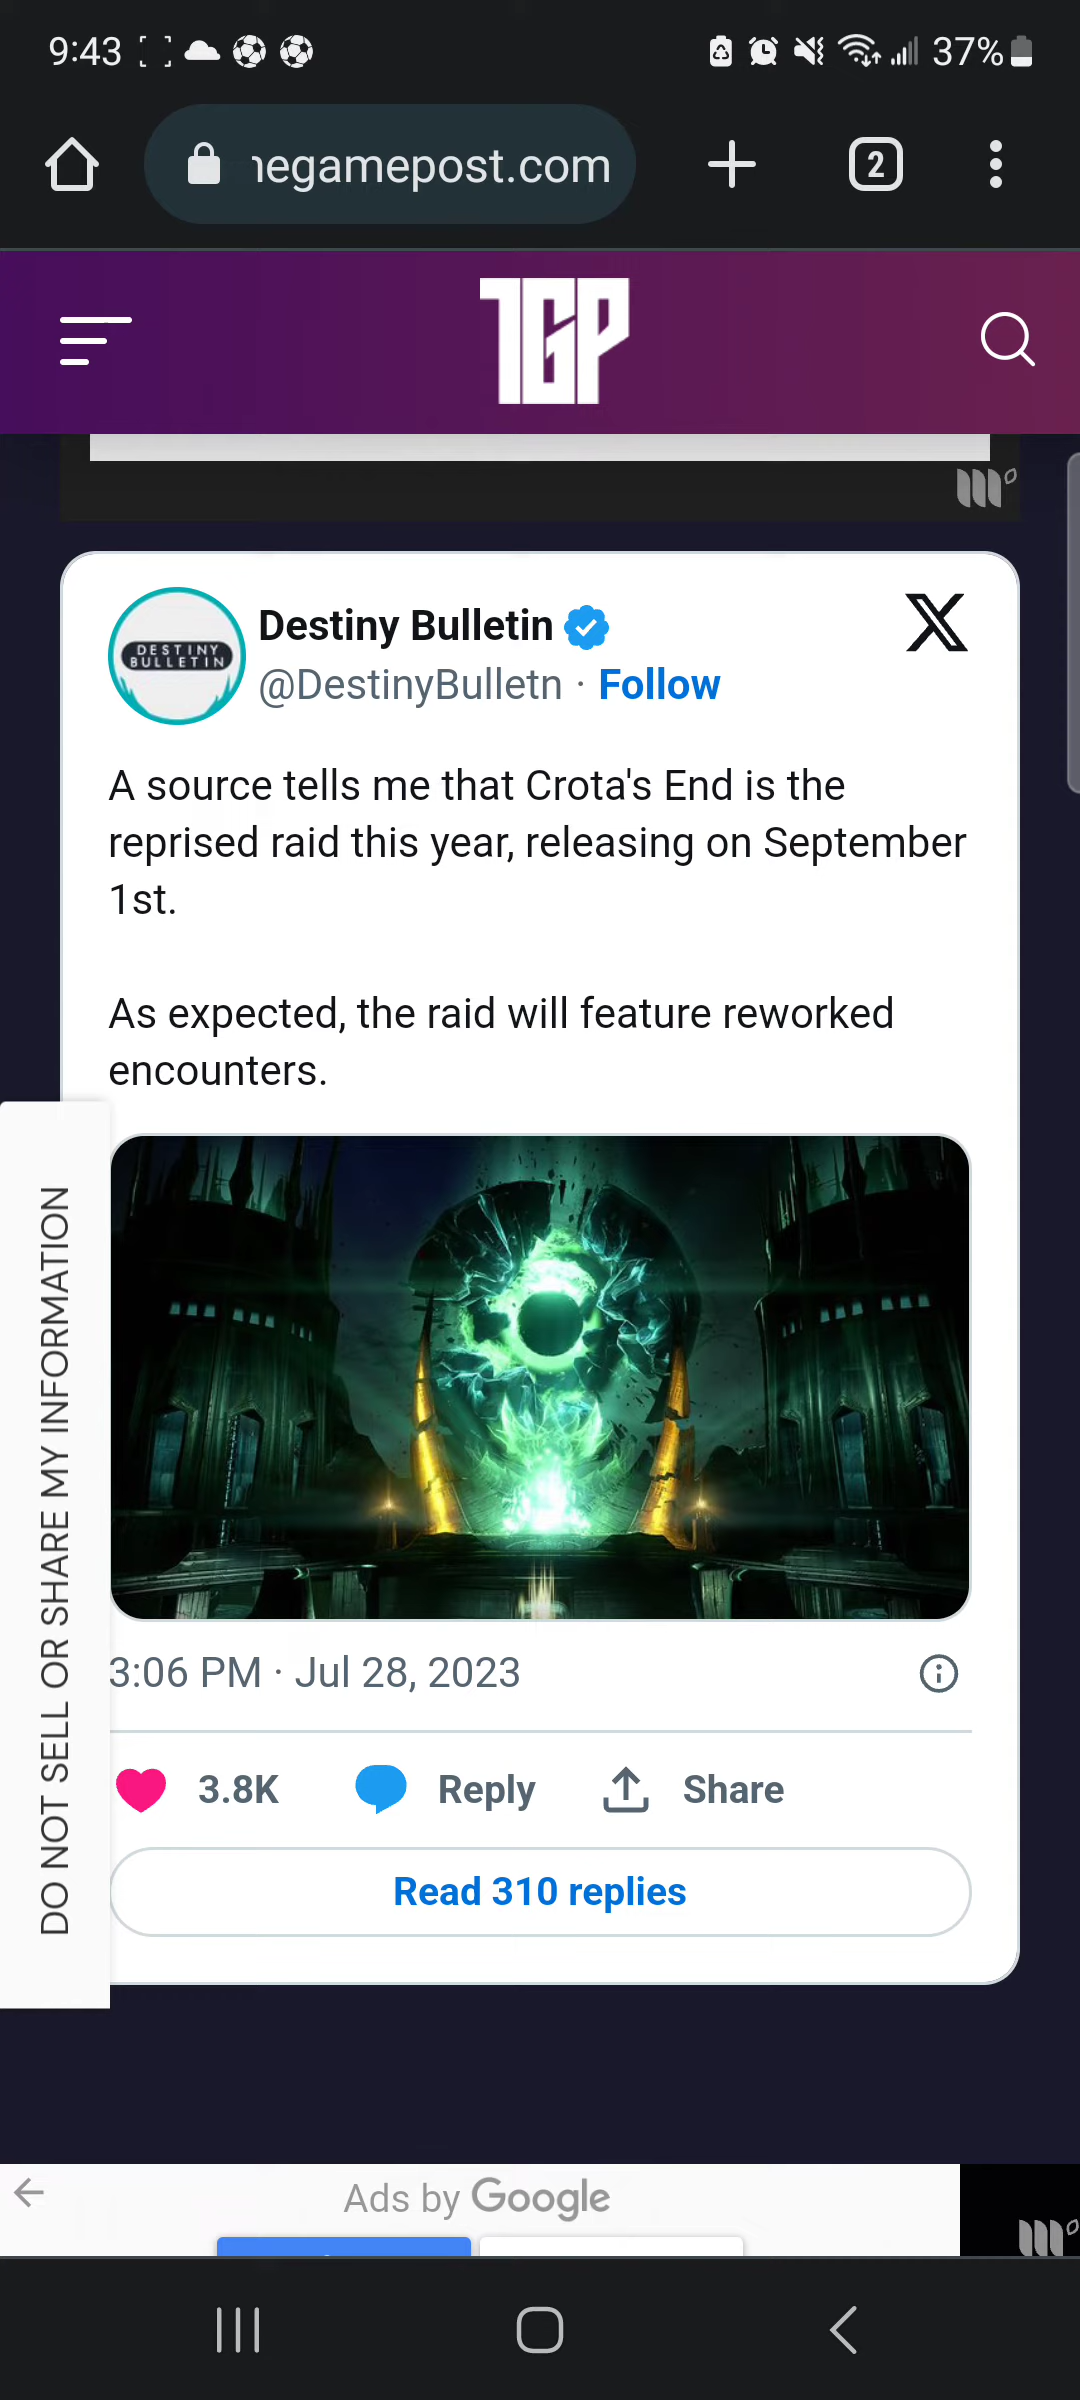 9:43
37%
negamepost.com
2
TGP
DESTINY
BULLETIN
Destiny Bulletin
@DestinyBulletn · Follow
A source tells me that Crota's End is the
reprised raid this year, releasing on September
1st.
As expected, the raid will feature reworked
encounters.
DO NOT SELL OR SHARE MY INFORMATION
3:06 PM · Jul 28, 2023
3.8K
Reply
Share
Read 310 replies
Ads by Google